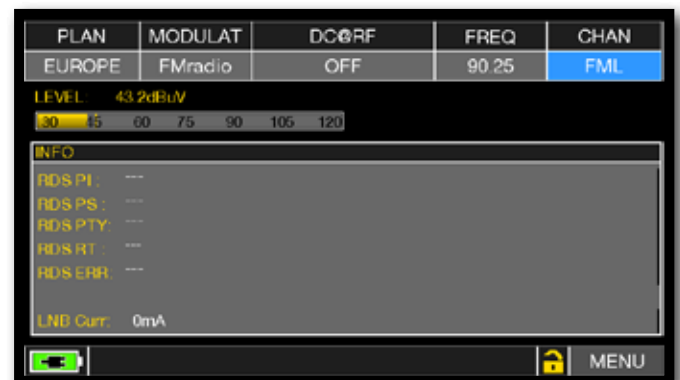 PLAN MODULAT DC@RF FREQ CHAN
EUROPE FMradio OFF 90.25 FML
LEVEL: 43.2dBuV
30 45 60 75 90 105 120
INFO
RDS PI : ---
RDS PS : ---
RDS PTY: ---
RDS RT : ---
RDS ERR: ---
LNB Curr: 0mA
MENU